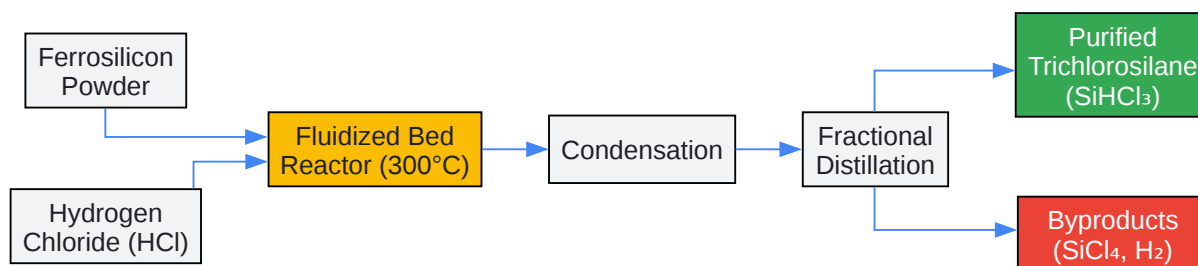 Ferrosilicon
Powder
Hydrogen
Chloride (HCl)
Fluidized Bed
Reactor (300°C)
Condensation
Fractional
Distillation
Purified
Trichlorosilane
(SiHCl₃)
Byproducts
(SiCl₄, H₂)